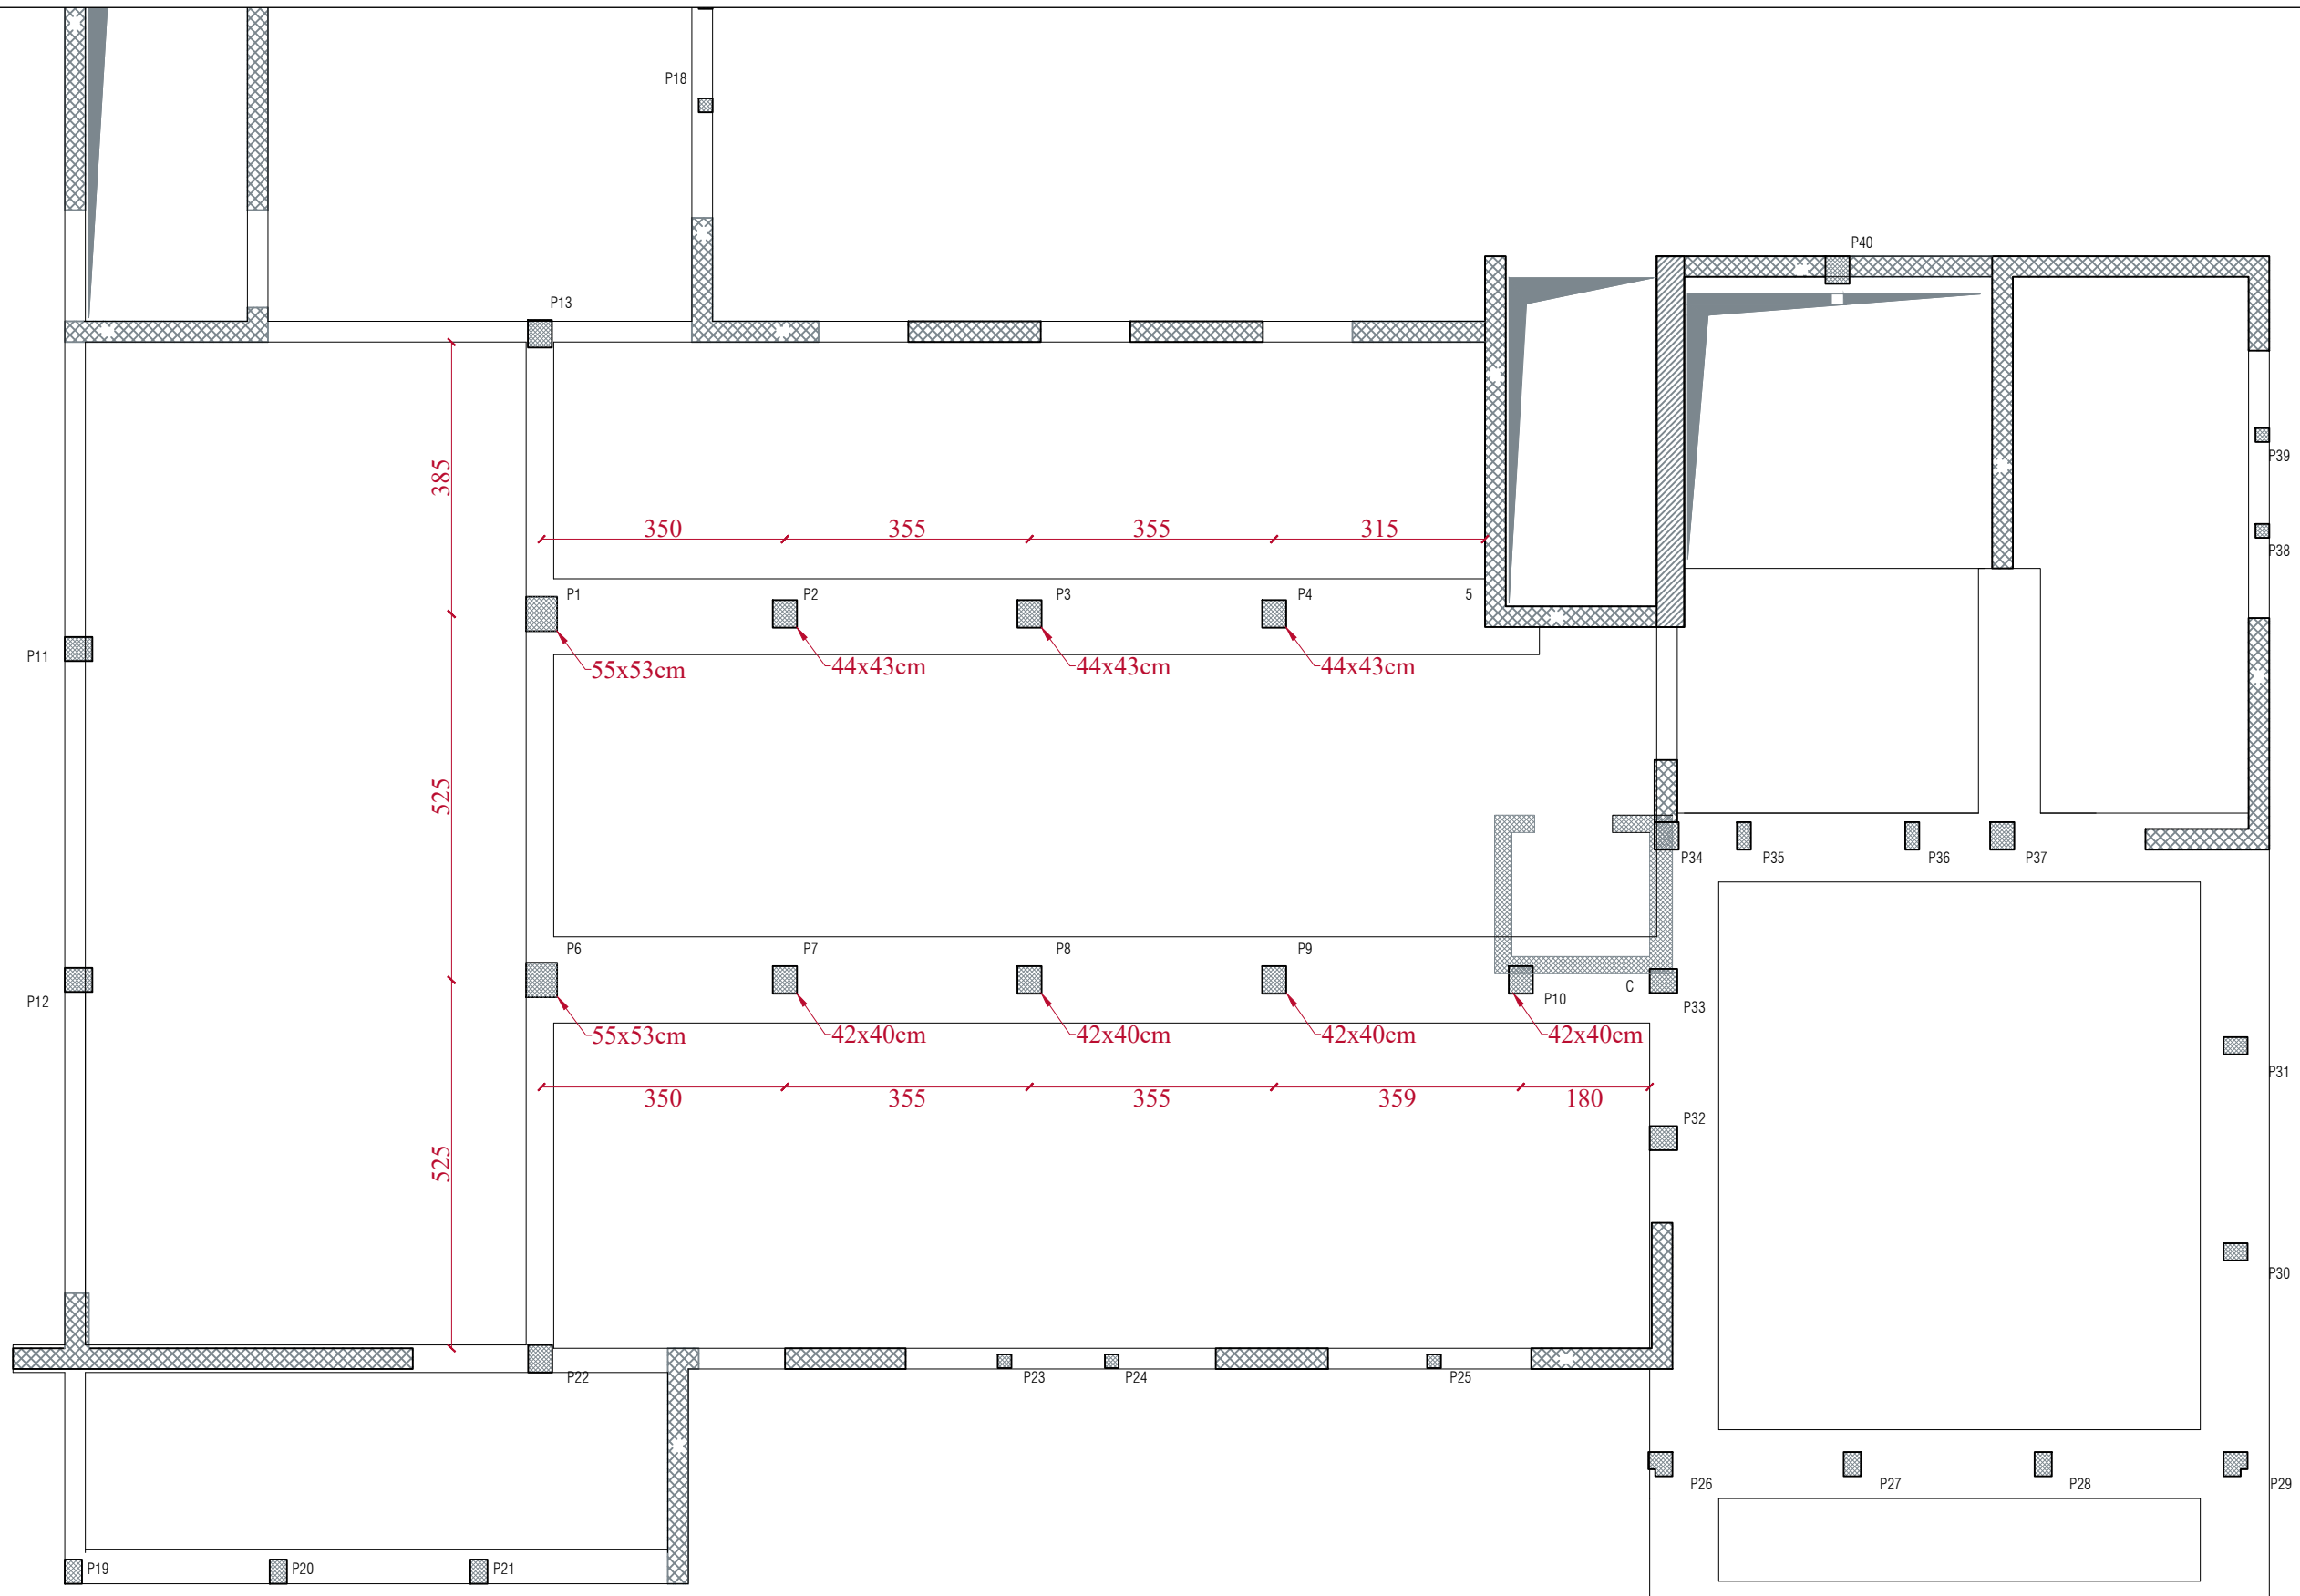 P18
P40
P13
P39
385
350 355 355 315
P38
P1 P2 P3 P4 5
P11
55x53cm 44x43cm 44x43cm 44x43cm
525
P34 P35 P36 P37
P6 P7 P8 P9
P12 P10 C P33
55x53cm 42x40cm 42x40cm 42x40cm 42x40cm
P31
350 355 355 359 180
P32
525
P30
P22 P23 P24 P25
P26 P27 P28 P29
P19 P20 P21